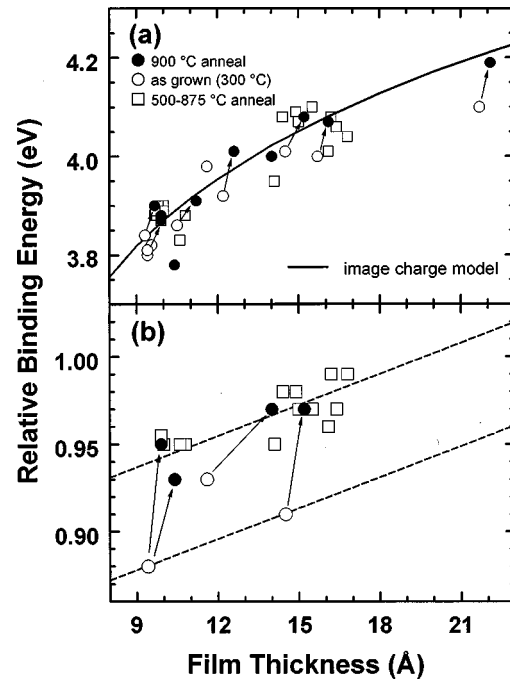 (a)
900 °C anneal
as grown (300 °C)
500-875 °C anneal
4.2
4.0
3.8
image charge model
Relative Binding Energy (eV)
(b)
1.00
0.95
0.90
9 12 15 18 21
Film Thickness (Å)